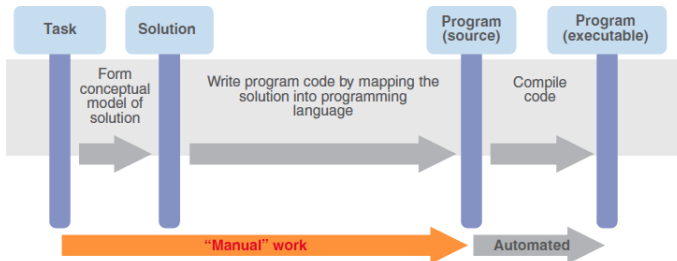 Task
Solution
Program
(source)
Program
(executable)
Form
conceptual
model of
solution
Write program code by mapping the
solution into programming
language
Compile
code
“Manual” work
Automated